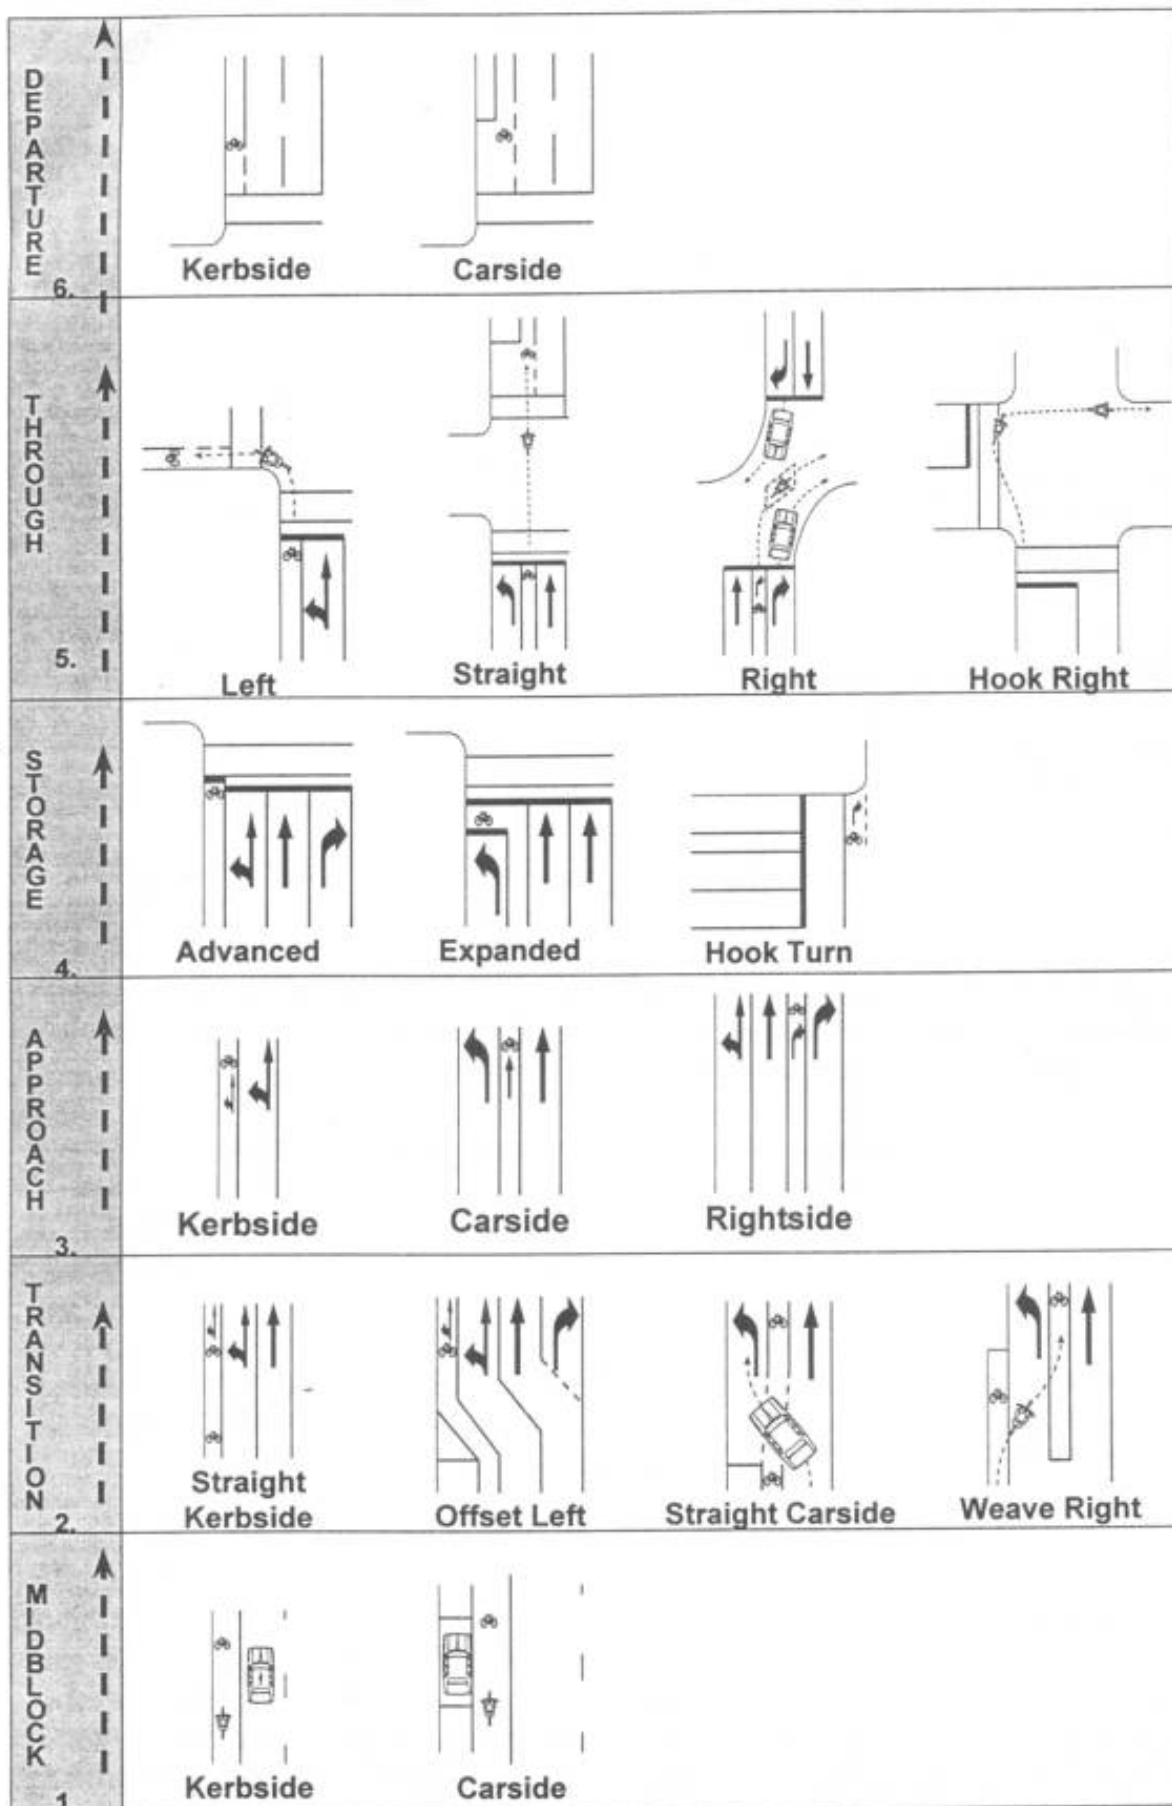 DEPARTURE
6.
Kerbside
Carside
THROUGH
5.
Left
Straight
Right
Hook Right
STORAGE
4.
Advanced
Expanded
Hook Turn
APPROACH
3.
Kerbside
Carside
Rightside
TRANSITION
2.
Straight
Kerbside
Offset Left
Straight Carside
Weave Right
MIDBLOCK
1.
Kerbside
Carside